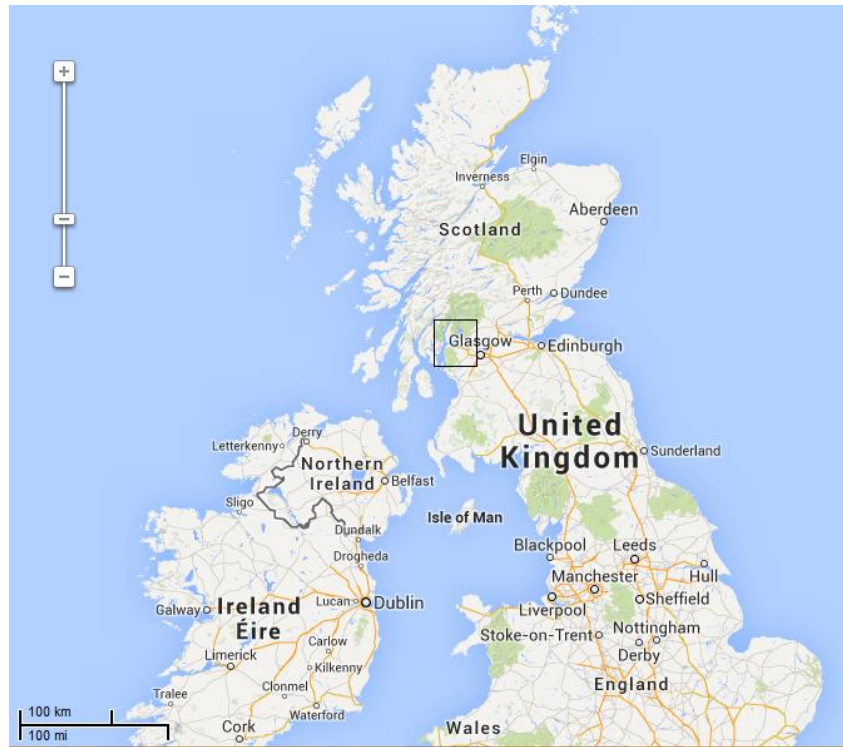 +
−
Elgin
Inverness
Aberdeen
Scotland
Perth
Dundee
Glasgow
Edinburgh
United
Kingdom
Derry
Letterkenny
Northern
Ireland
Belfast
Sunderland
Sligo
Isle of Man
Dundalk
Drogheda
Blackpool
Leeds
Hull
Manchester
Liverpool
Sheffield
Galway
Ireland
Éire
Lucan
Dublin
Stoke-on-Trent
Nottingham
Derby
Carlow
Limerick
Kilkenny
England
Tralee
Clonmel
Waterford
Cork
Wales
100 km
100 mi